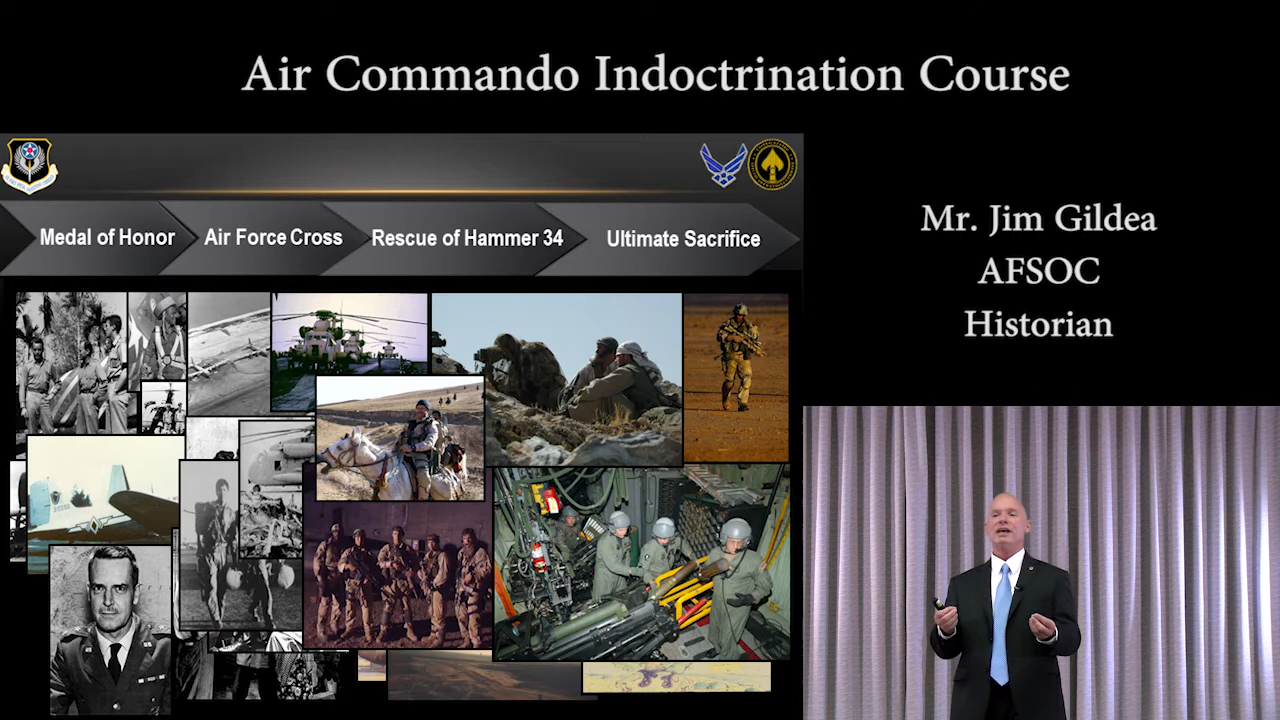 Air Commando Indoctrination Course
Medal of Honor
Air Force Cross
Rescue of Hammer 34
Ultimate Sacrifice
Mr. Jim Gildea
AFSOC
Historian